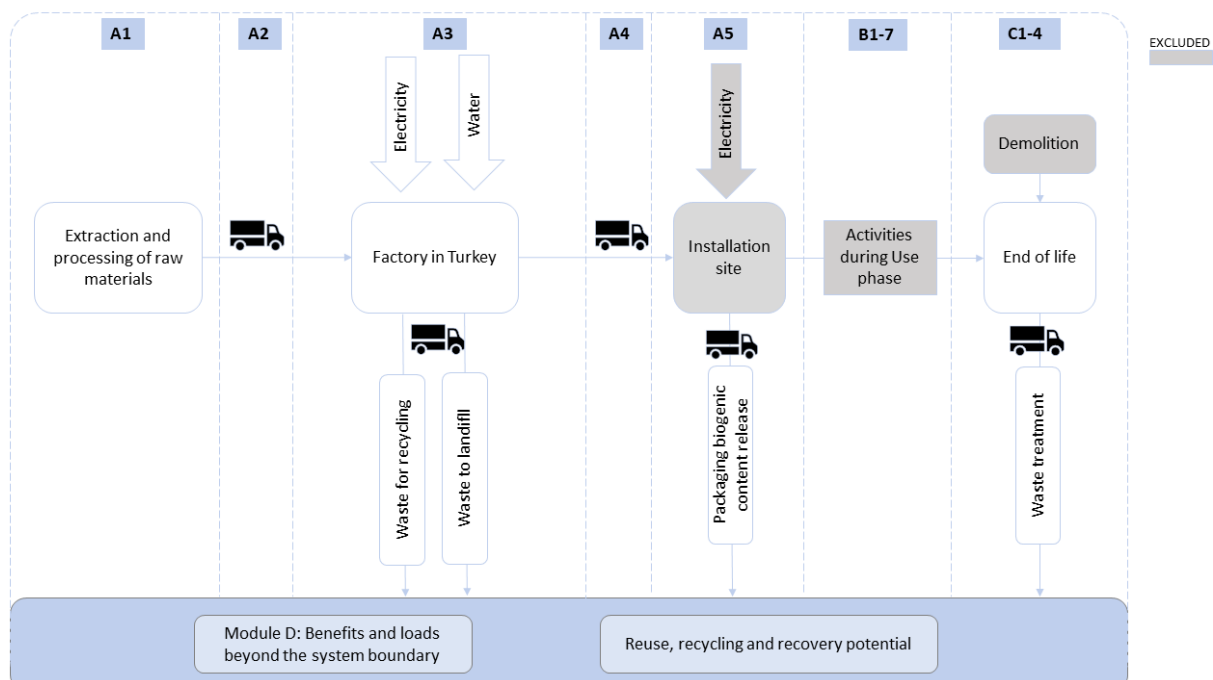 A1
A2
A3
A4
A5
B1-7
C1-4
EXCLUDED
Electricity
Water
Electricity
Demolition
Extraction and
processing of raw
materials
Factory in Turkey
Installation
site
Activities
during Use
phase
End of life
Waste for recycling
Waste to landifll
Packaging biogenic
content release
Waste treatment
Module D: Benefits and loads
beyond the system boundary
Reuse, recycling and recovery potential